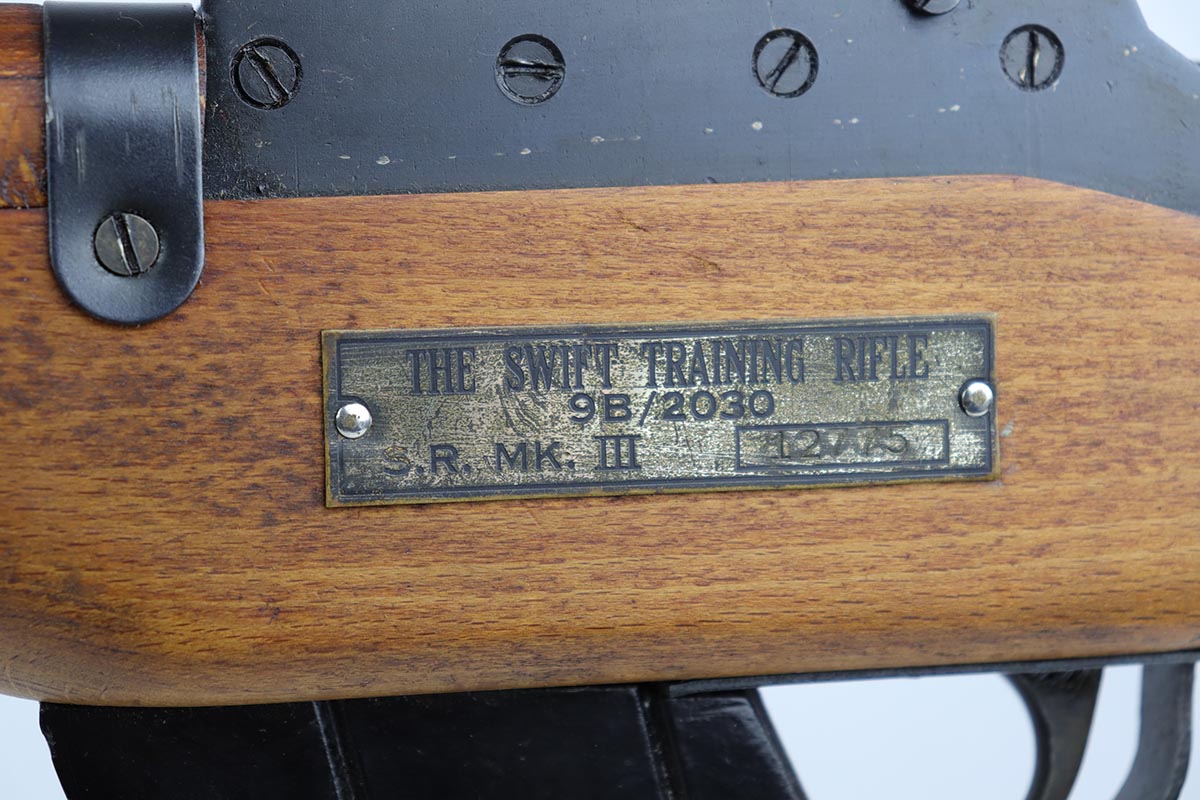 THE SWIFT TRAINING RIFLE
9B/2030
S.R. MK. III